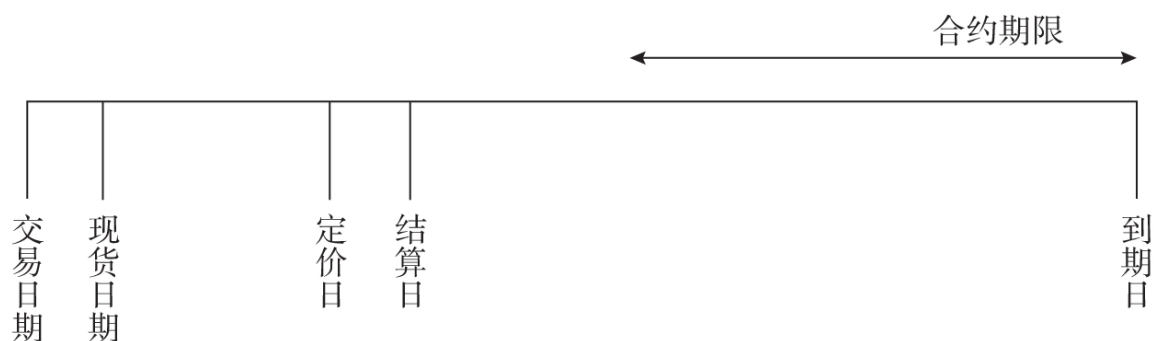 合约期限
交易日期
现货日期
定价日
结算日
到期日